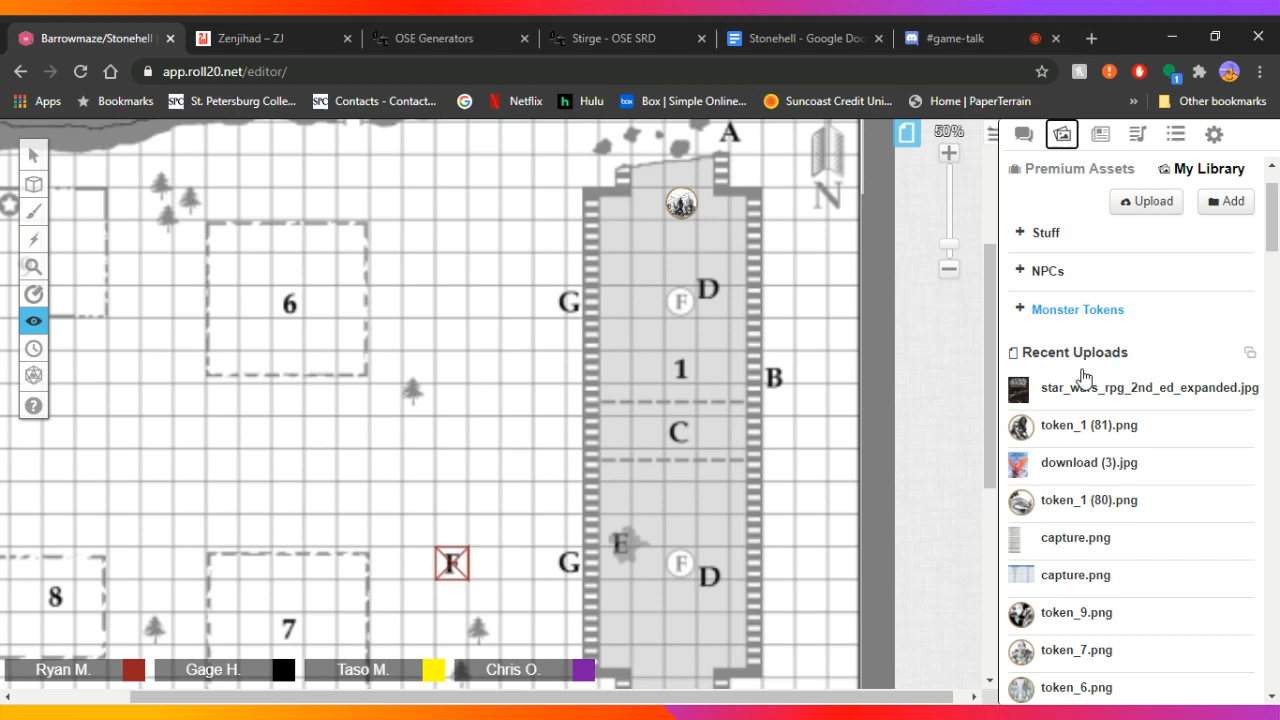 Barrowmaze/Stonehell
Zenjihad – ZJ
OSE Generators
Stirge - OSE SRD
Stonehell - Google Doc
#game-talk
app.roll20.net/editor/
1
Apps
Bookmarks
SPC St. Petersburg Colle...
SPC Contacts - Contact...
G
Netflix
h Hulu
box Box | Simple Online...
Suncoast Credit Uni...
Home | PaperTerrain
»
Other bookmarks
A
50%
N
Premium Assets
My Library
Upload
Add
+ Stuff
+ NPCs
+ Monster Tokens
6
G
F
D
1
B
C
Recent Uploads
star_wars_rpg_2nd_ed_expanded.jpg
token_1 (81).png
download (3).jpg
token_1 (80).png
capture.png
capture.png
token_9.png
token_7.png
token_6.png
E
F
G
F
D
8
7
Ryan M.
Gage H.
Taso M.
Chris O.